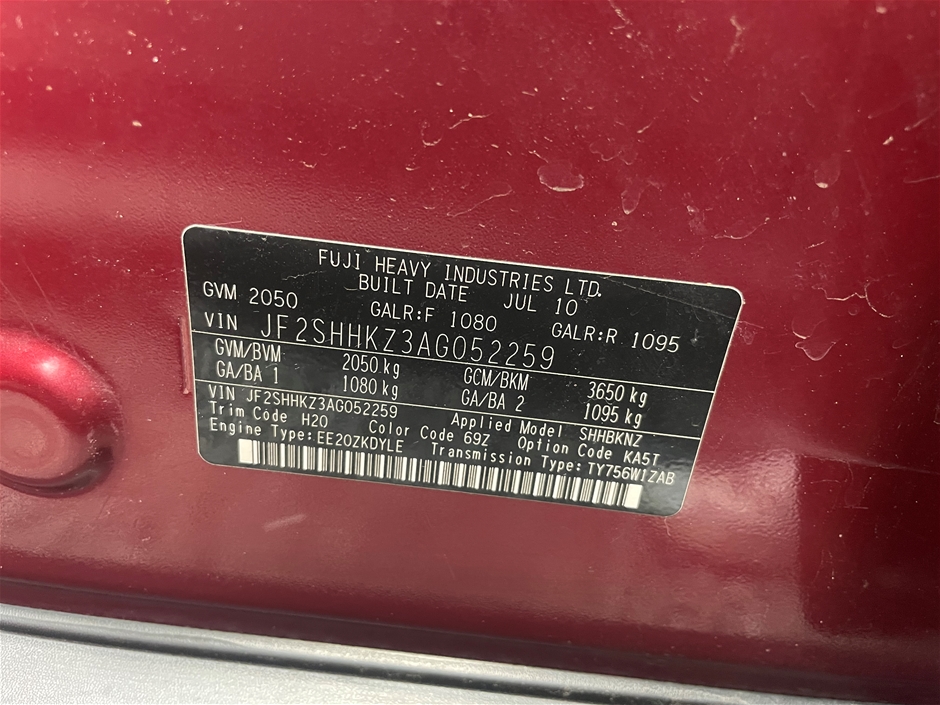 FUJI HEAVY INDUSTRIES LTD.
BUILT DATE JUL 10
GVM 2050 GALR:F 1080 GALR:R 1095
VIN JF2SHHKZ3AG052259
GVM/BVM 2050 kg GCM/BKM 3650 kg
GA/BA 1 1080 kg GA/BA 2 1095 kg
VIN JF2SHHKZ3AG052259 Applied Model SHHBKNZ
Trim Code H20 Color Code 69Z Option Code KA5T
Engine Type:EE20ZKDYLE Transmission Type:TY756W1ZAB